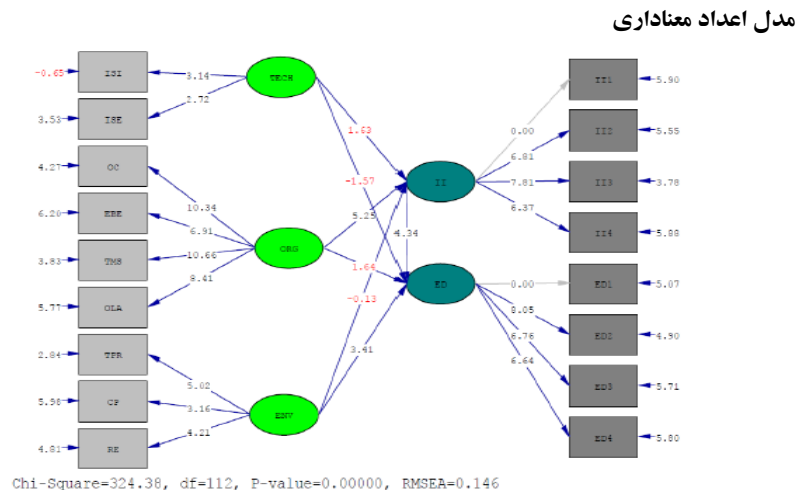 مدل اعداد معناداری
ISI
-0.65
ISE
3.53
OC
4.27
EBE
6.20
TMS
3.83
OLA
5.77
TPR
2.84
CP
5.98
RE
4.81
TECH
ORG
ENV
3.14
2.72
10.34
6.91
10.66
8.41
5.02
3.16
4.21
1.63
-1.57
5.25
1.64
-0.13
3.41
4.34
II
ED
0.00
6.81
7.81
6.37
0.00
8.05
6.76
6.64
II1
5.90
II2
5.55
II3
3.78
II4
5.88
ED1
5.07
ED2
4.90
ED3
5.71
ED4
5.80
Chi-Square=324.38, df=112, P-value=0.00000, RMSEA=0.146